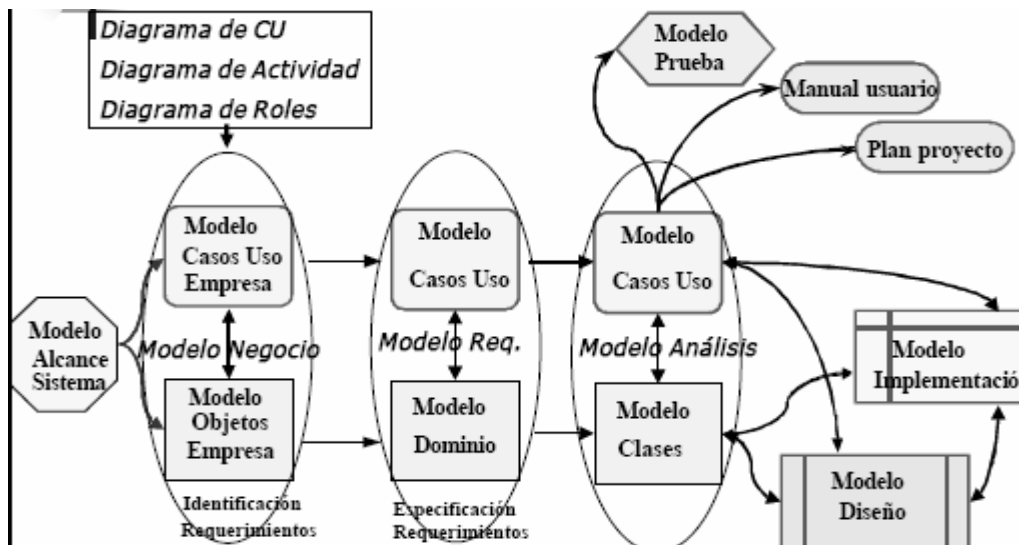 Diagrama de CU
Diagrama de Actividad
Diagrama de Roles
Modelo
Prueba
Manual usuario
Plan proyecto
Modelo
Casos Uso
Empresa
Modelo
Casos Uso
Modelo
Casos Uso
Modelo
Alcance
Sistema
Modelo Negocio
Modelo Req.
Modelo Análisis
Modelo
Implementació
Modelo
Objetos
Empresa
Modelo
Dominio
Modelo
Clases
Modelo
Diseño
Identificación
Requerimientos
Especificación
Requerimientos